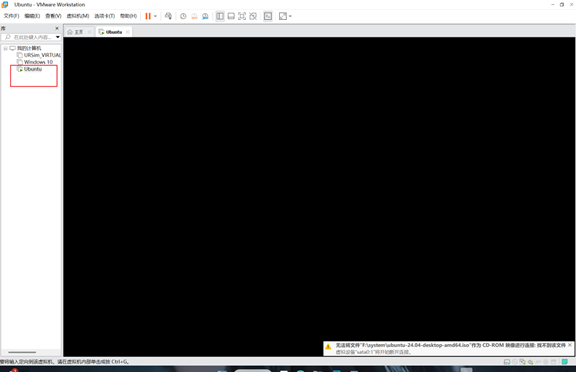 Ubuntu - VMware Workstation
文件(F) 编辑(E) 查看(V) 虚拟机(M) 选项卡(T) 帮助(H)
库
在此处键入内容...
主页
Ubuntu
我的计算机
URSim_VIRTUAL
Windows 10
Ubuntu
无法将文件"F:\system\ubuntu-24.04-desktop-amd64.iso"作为 CD-ROM 映像进行连接: 找不到该文件
虚拟设备"sata0:1"将开始断开连接。
要将输入定向到该虚拟机，请在虚拟机内部单击或按 Ctrl+G。